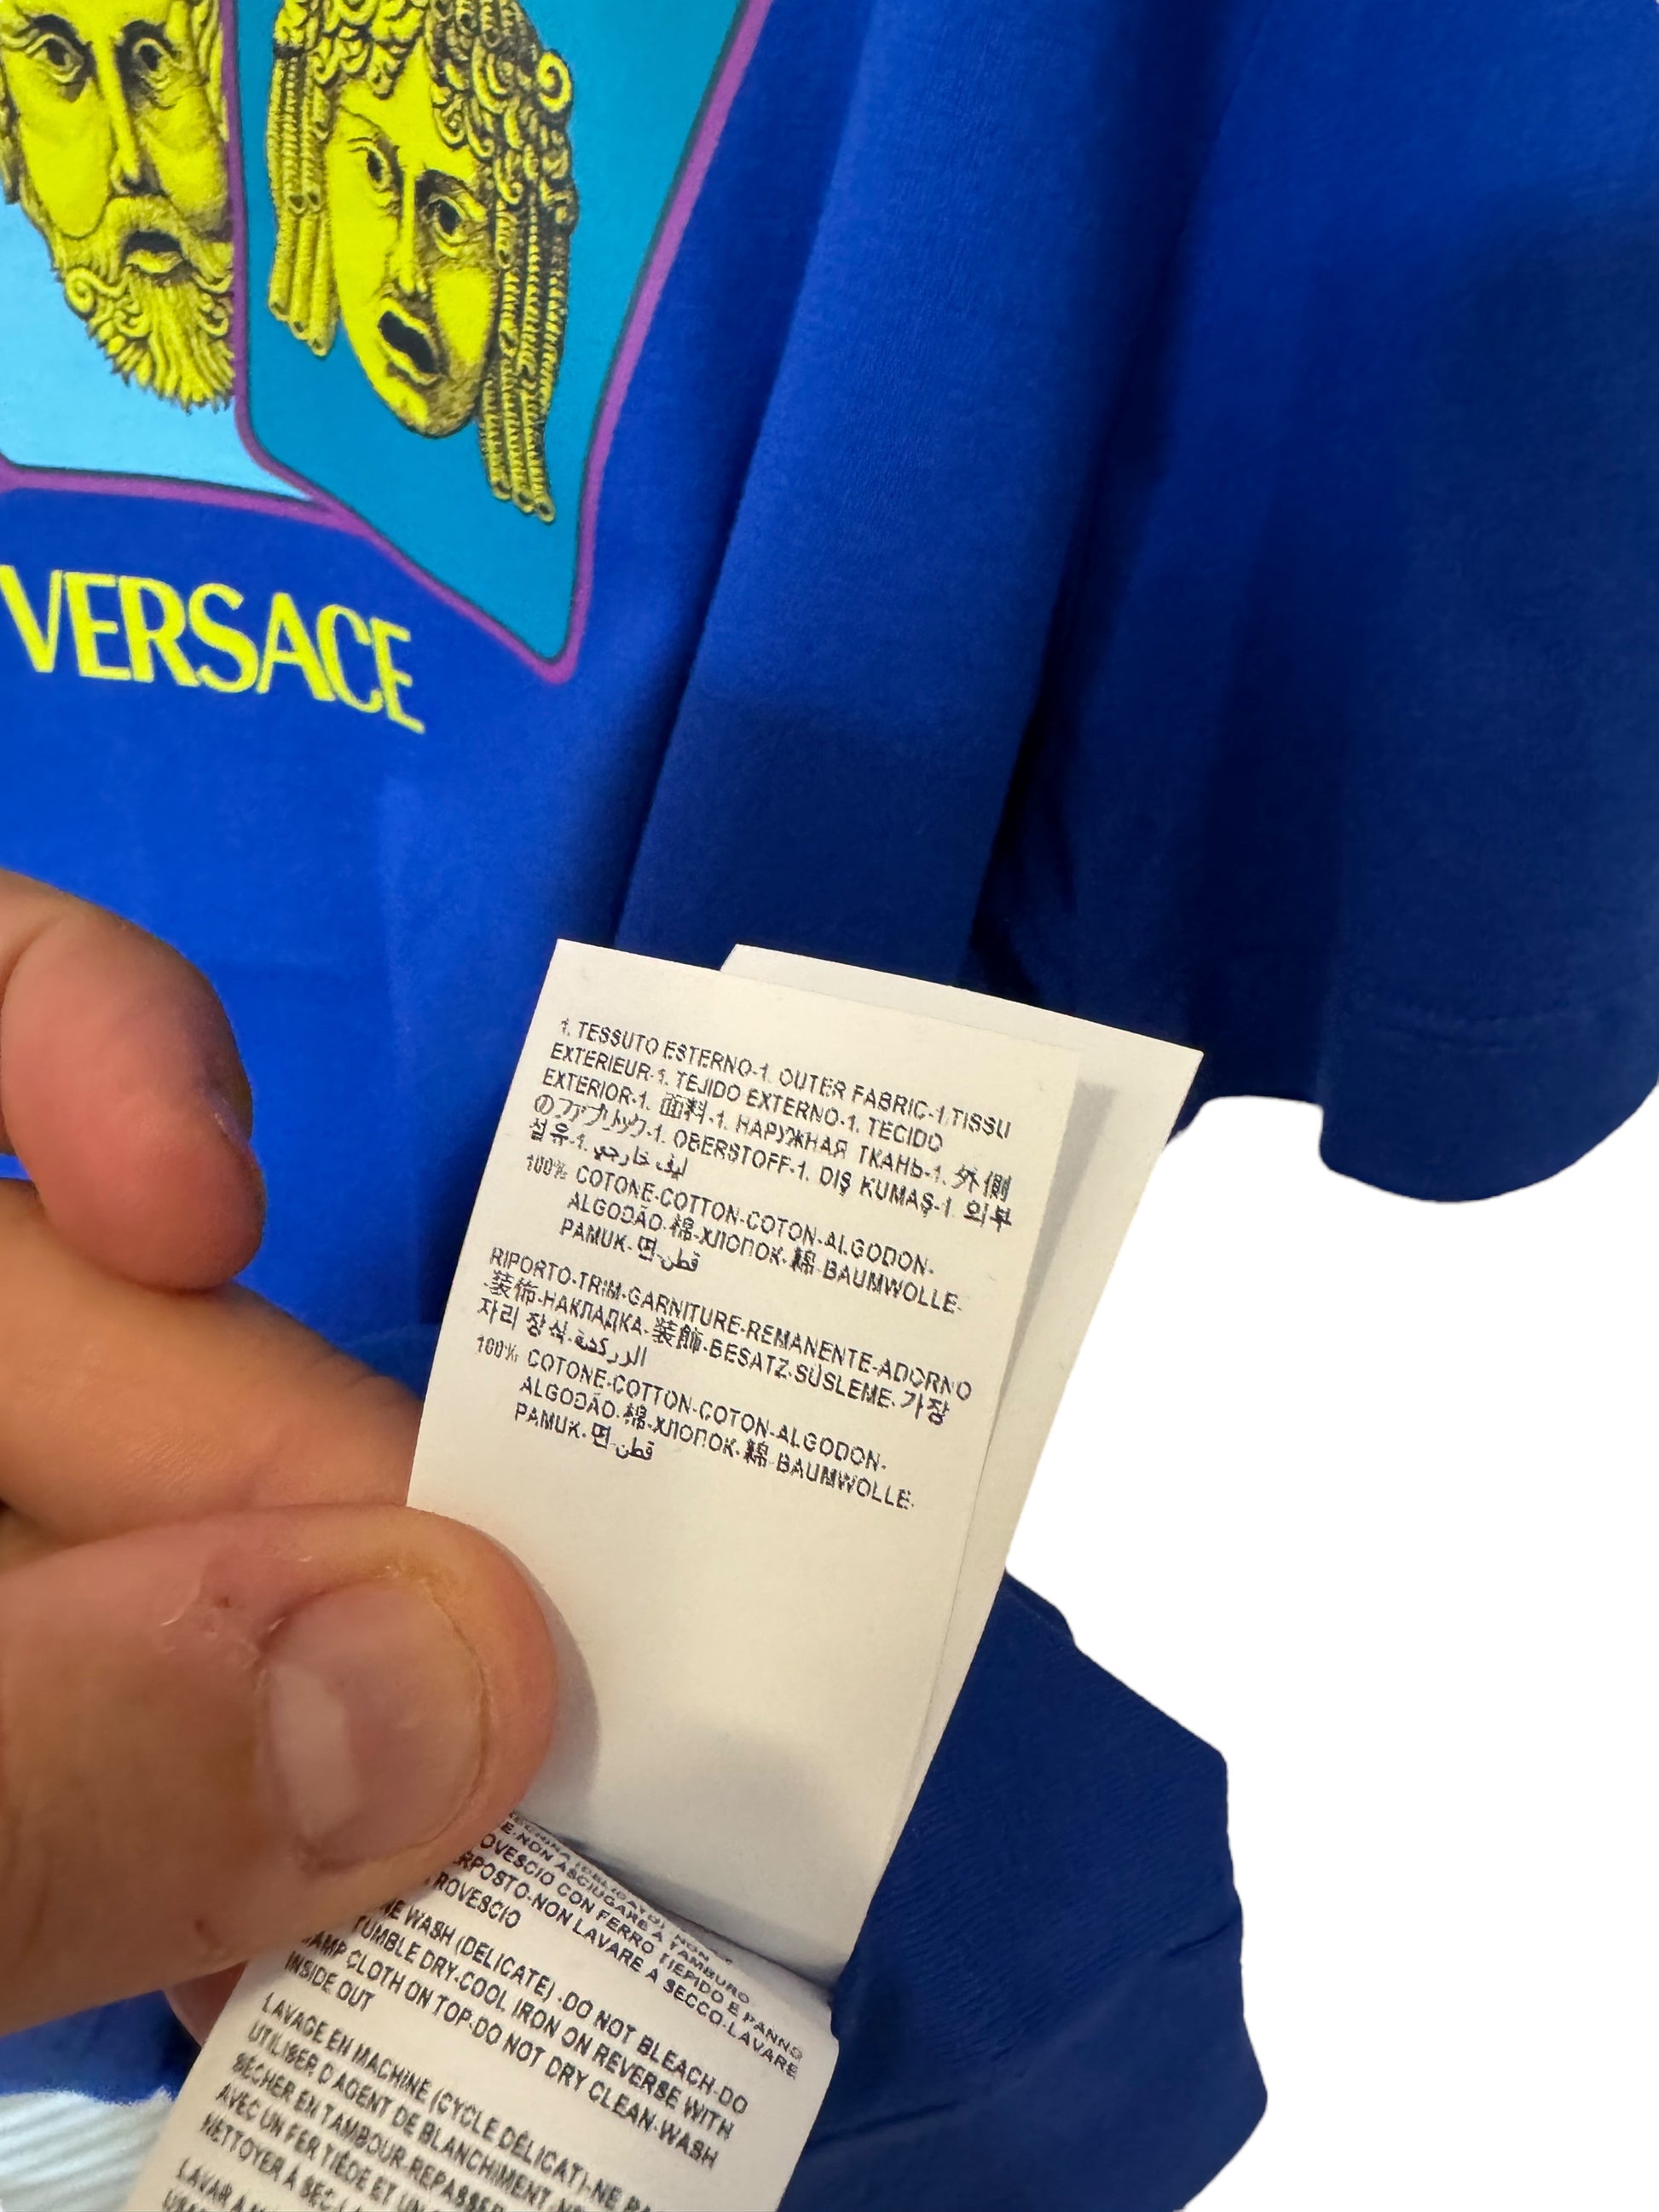 VERSACE
1. TESSUTO ESTERNO-1. OUTER FABRIC-1.TISSU
EXTERIEUR-1. TEJIDO EXTERNO-1. TECIDO
EXTERIOR-1. 面料-1. НАРУЖНАЯ ТКАНЬ-1. 外側
のファブリック-1. OBERSTOFF-1. DIŞ KUMAŞ-1. 외부
섬유-1. ليف خارجي
100% COTONE-COTTON-COTON-ALGODON-
ALGODÃO-棉-ХЛОПОК-綿-BAUMWOLLE-
PAMUK-면-قطن
RIPORTO-TRIM-GARNITURE-REMANENTE-ADORNO
-装饰-НАКЛАДКА-装飾-BESATZ-SÜSLEME-가장
자리 장식-الزركشة
100% COTONE-COTTON-COTON-ALGODON-
ALGODÃO-棉-ХЛОПОК-綿-BAUMWOLLE-
PAMUK-면-قطن
NON ASCIUGARE A TAMBURO
ROVESCIO CON FERRO TIEPIDO E PANNO
-NON LAVARE A SECCO-LAVARE
ROVESCIO
WASH (DELICATE) -DO NOT BLEACH-DO
TUMBLE DRY-COOL IRON ON REVERSE WITH
DAMP CLOTH ON TOP-DO NOT DRY CLEAN-WASH
INSIDE OUT
LAVAGE EN MACHINE (CYCLE DÉLICAT)-NE
UTILISER D'AGENT DE BLANCHIMENT
SÉCHER EN TAMBOUR-REPASSER
AVEC UN FER TIÈDE ET UN
NETTOYER À SEC
LAVAR A